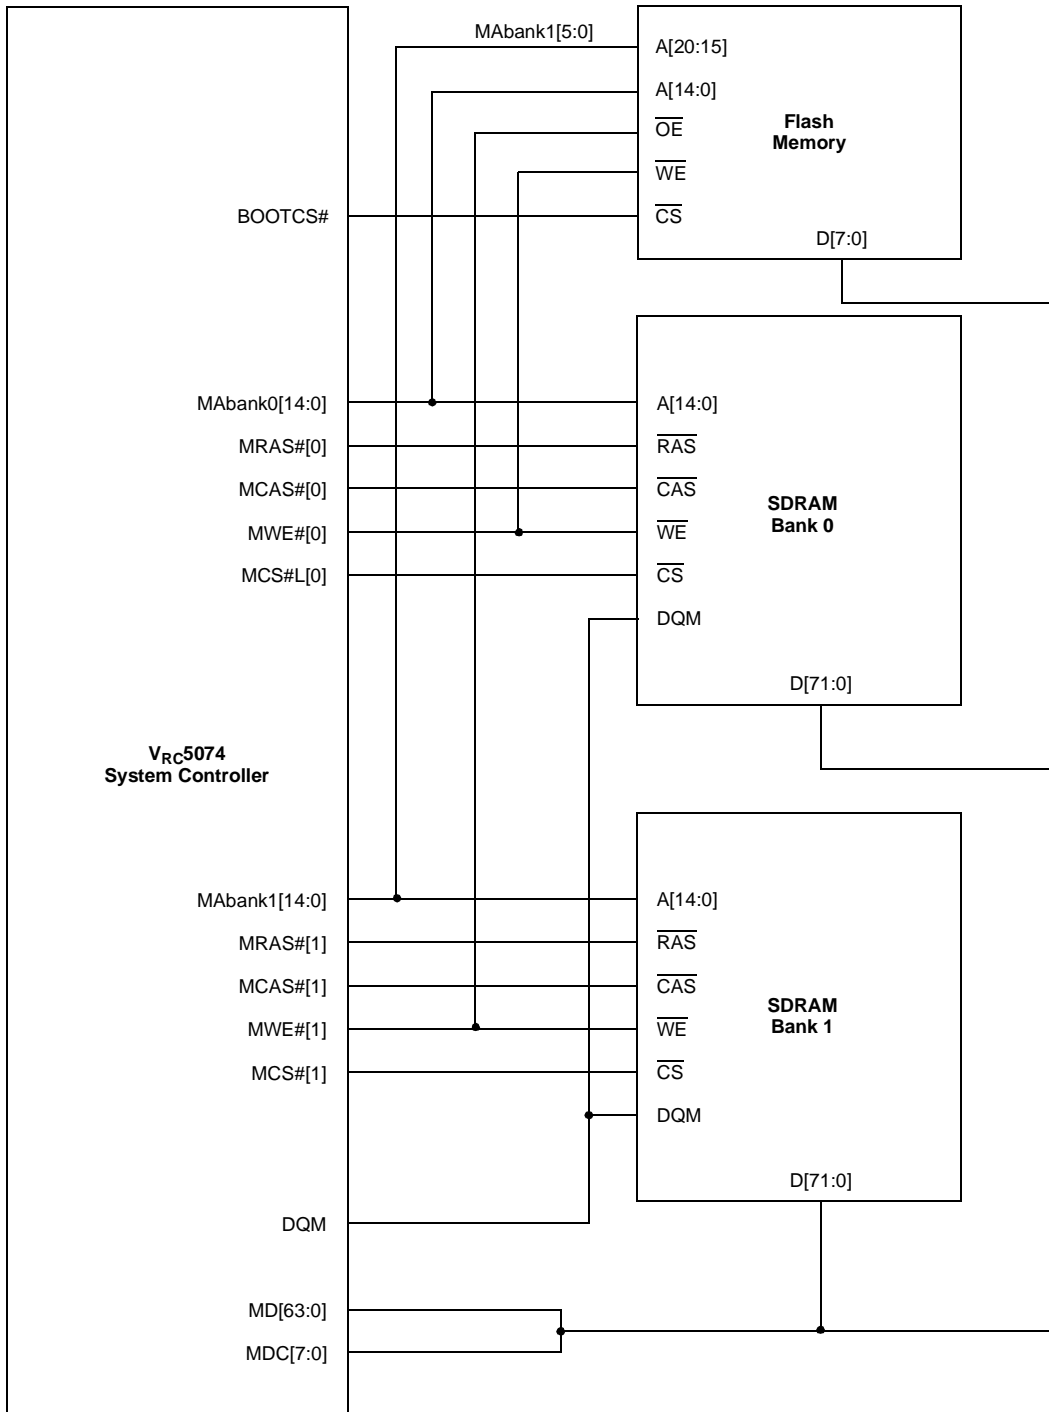 MAbank1[5:0]
A[20:15]
A[14:0]
OE
WE
CS
Flash
Memory
D[7:0]
BOOTCS#
MAbank0[14:0]
MRAS#[0]
MCAS#[0]
MWE#[0]
MCS#L[0]
A[14:0]
RAS
CAS
WE
CS
DQM
SDRAM
Bank 0
D[71:0]
VRC5074
System Controller
MAbank1[14:0]
MRAS#[1]
MCAS#[1]
MWE#[1]
MCS#[1]
A[14:0]
RAS
CAS
WE
CS
DQM
SDRAM
Bank 1
D[71:0]
DQM
MD[63:0]
MDC[7:0]